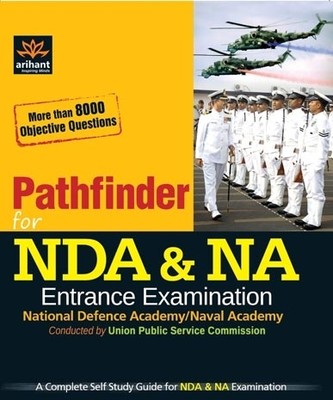 arihant
Inspiring Minds
More than 8000
Objective Questions
Pathfinder
for
NDA & NA
Entrance Examination
National Defence Academy/Naval Academy
Conducted by Union Public Service Commission
A Complete Self Study Guide for NDA & NA Examination